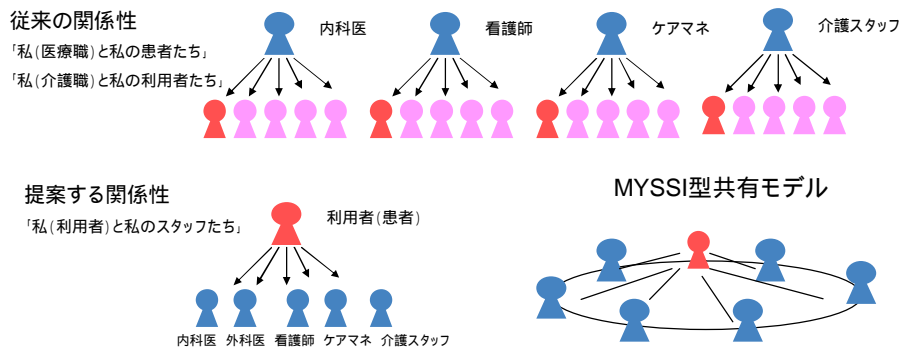 従来の関係性
「私(医療職)と私の患者たち」
「私(介護職)と私の利用者たち」
内科医
看護師
ケアマネ
介護スタッフ
提案する関係性
「私(利用者)と私のスタッフたち」
利用者(患者)
内科医 外科医 看護師 ケアマネ 介護スタッフ
MYSSI型共有モデル